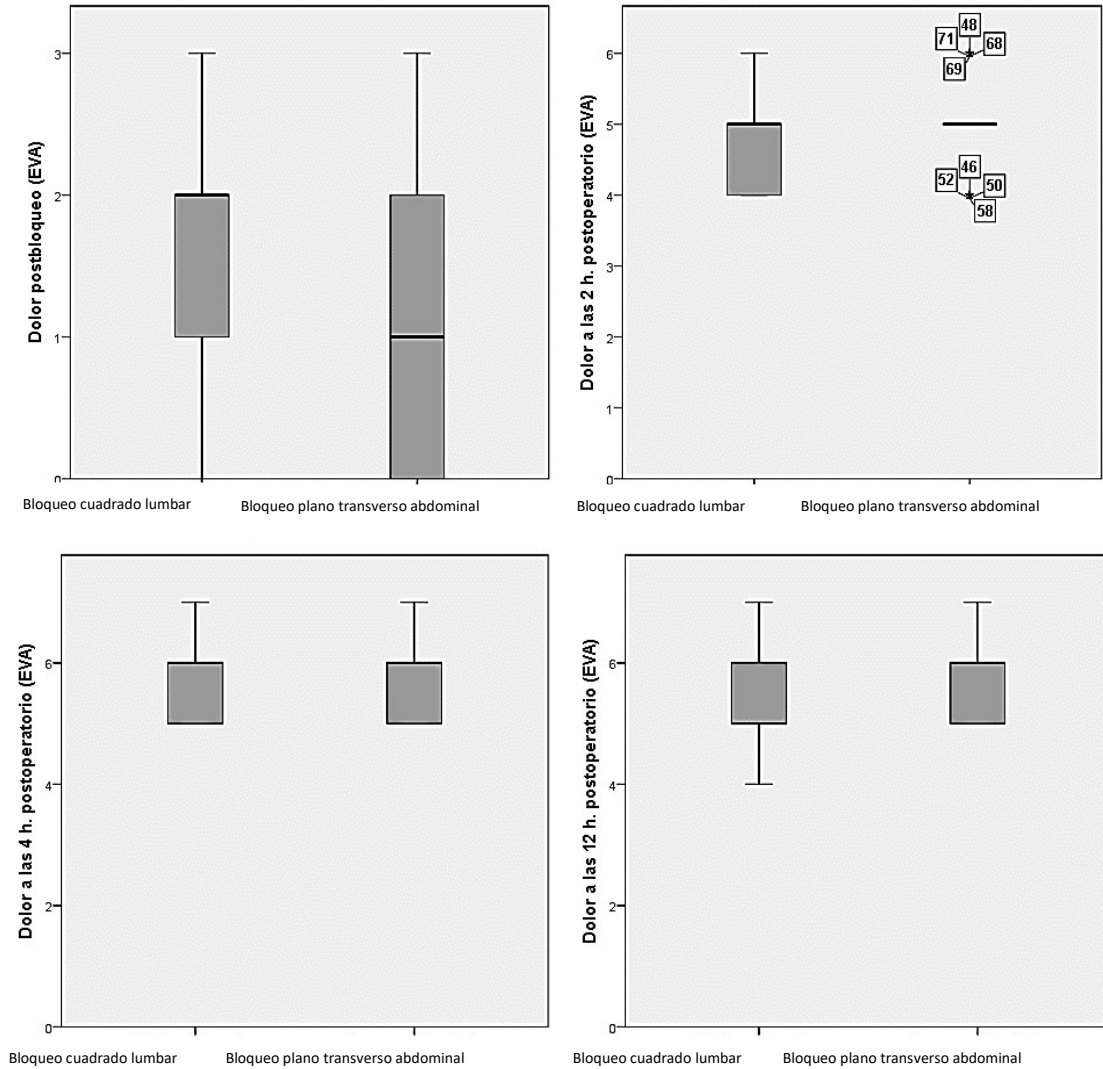 Dolor postbloqueo (EVA)
3
2
1
0
Bloqueo cuadrado lumbar
Bloqueo plano transverso abdominal
Dolor a las 2 h. postoperatorio (EVA)
6
5
4
3
2
1
0
48
71
68
69
46
52
50
58
Bloqueo cuadrado lumbar
Bloqueo plano transverso abdominal
Dolor a las 4 h. postoperatorio (EVA)
6
4
2
0
Bloqueo cuadrado lumbar
Bloqueo plano transverso abdominal
Dolor a las 12 h. postoperatorio (EVA)
6
4
2
0
Bloqueo cuadrado lumbar
Bloqueo plano transverso abdominal